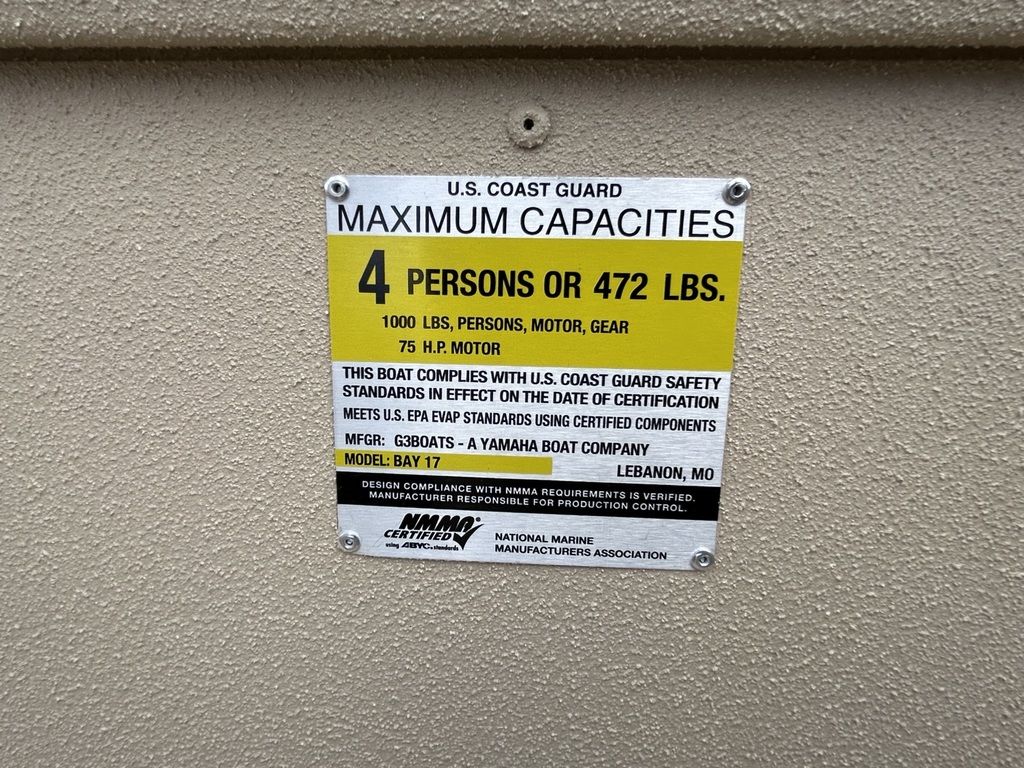 U.S. COAST GUARD
MAXIMUM CAPACITIES
4 PERSONS OR 472 LBS.
1000 LBS, PERSONS, MOTOR, GEAR
75 H.P. MOTOR
THIS BOAT COMPLIES WITH U.S. COAST GUARD SAFETY
STANDARDS IN EFFECT ON THE DATE OF CERTIFICATION
MEETS U.S. EPA EVAP STANDARDS USING CERTIFIED COMPONENTS
MFGR: G3BOATS - A YAMAHA BOAT COMPANY
MODEL: BAY 17
LEBANON, MO
DESIGN COMPLIANCE WITH NMMA REQUIREMENTS IS VERIFIED.
MANUFACTURER RESPONSIBLE FOR PRODUCTION CONTROL.
NMMA®
CERTIFIED
using ABYC® standards
NATIONAL MARINE
MANUFACTURERS ASSOCIATION